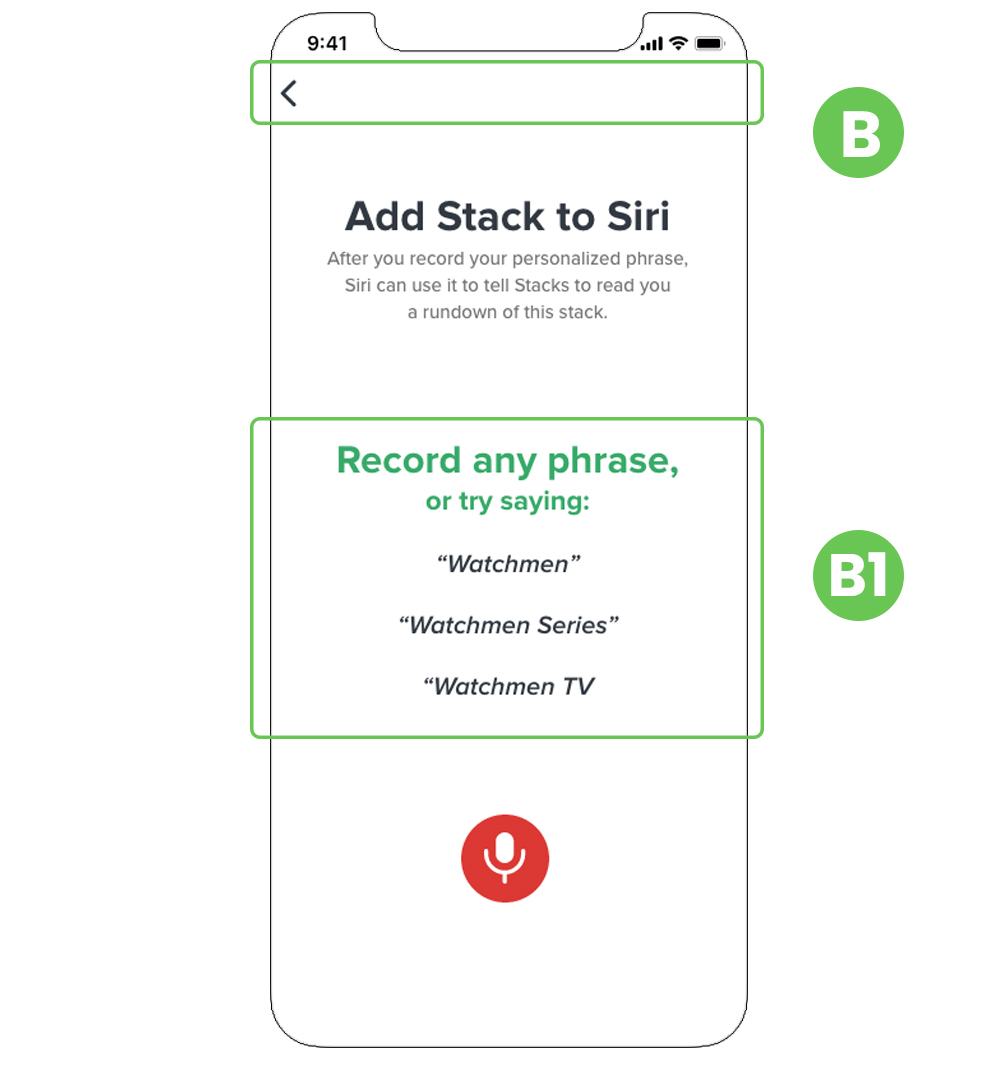 9:41
B
Add Stack to Siri
After you record your personalized phrase,
Siri can use it to tell Stacks to read you
a rundown of this stack.
Record any phrase,
or try saying:
“Watchmen”
B1
“Watchmen Series”
“Watchmen TV